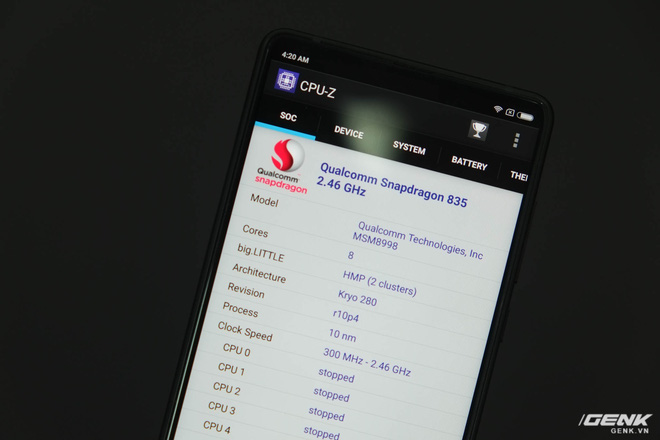 4:20 AM
CPU-Z
SOC DEVICE SYSTEM BATTERY THE
Qualcomm snapdragon
Qualcomm Snapdragon 835
2.46 GHz
Model Qualcomm Technologies, Inc
MSM8998
Cores 8
big.LITTLE HMP (2 clusters)
Architecture Kryo 280
Revision r10p4
Process 10 nm
Clock Speed 300 MHz - 2.46 GHz
CPU 0 stopped
CPU 1 stopped
CPU 2 stopped
CPU 3 stopped
CPU 4
GENK
GENK.VN